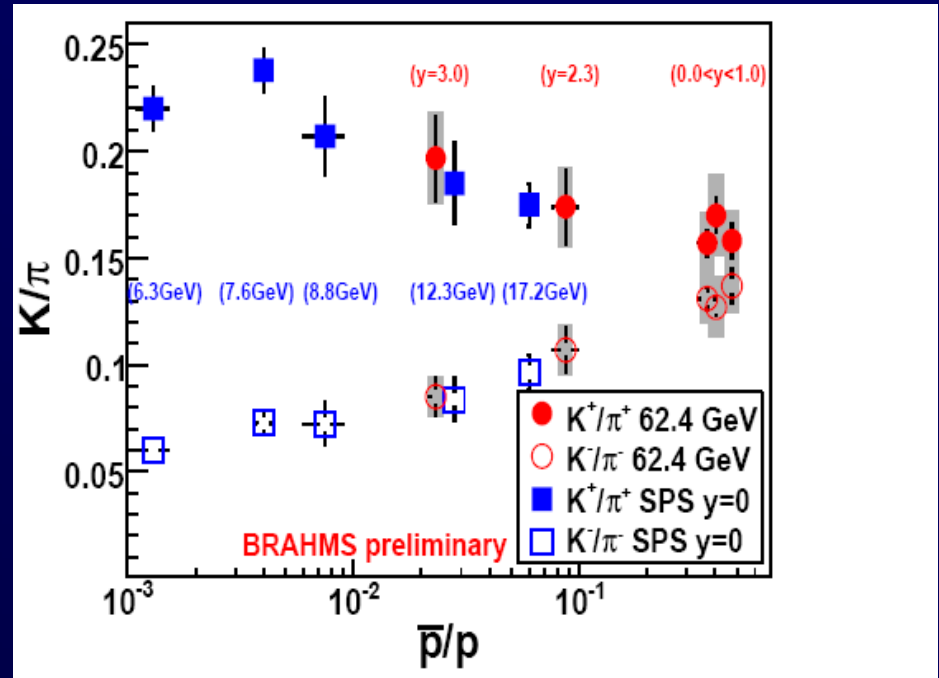 0.25
0.2
0.15
0.1
0.05
K/π
(y=3.0) (y=2.3) (0.0<y<1.0)
(6.3GeV) (7.6GeV) (8.8GeV) (12.3GeV) (17.2GeV)
K⁺/π⁺ 62.4 GeV
K⁻/π⁻ 62.4 GeV
K⁺/π⁺ SPS y=0
K⁻/π⁻ SPS y=0
BRAHMS preliminary
10⁻³ 10⁻² 10⁻¹
p̅/p